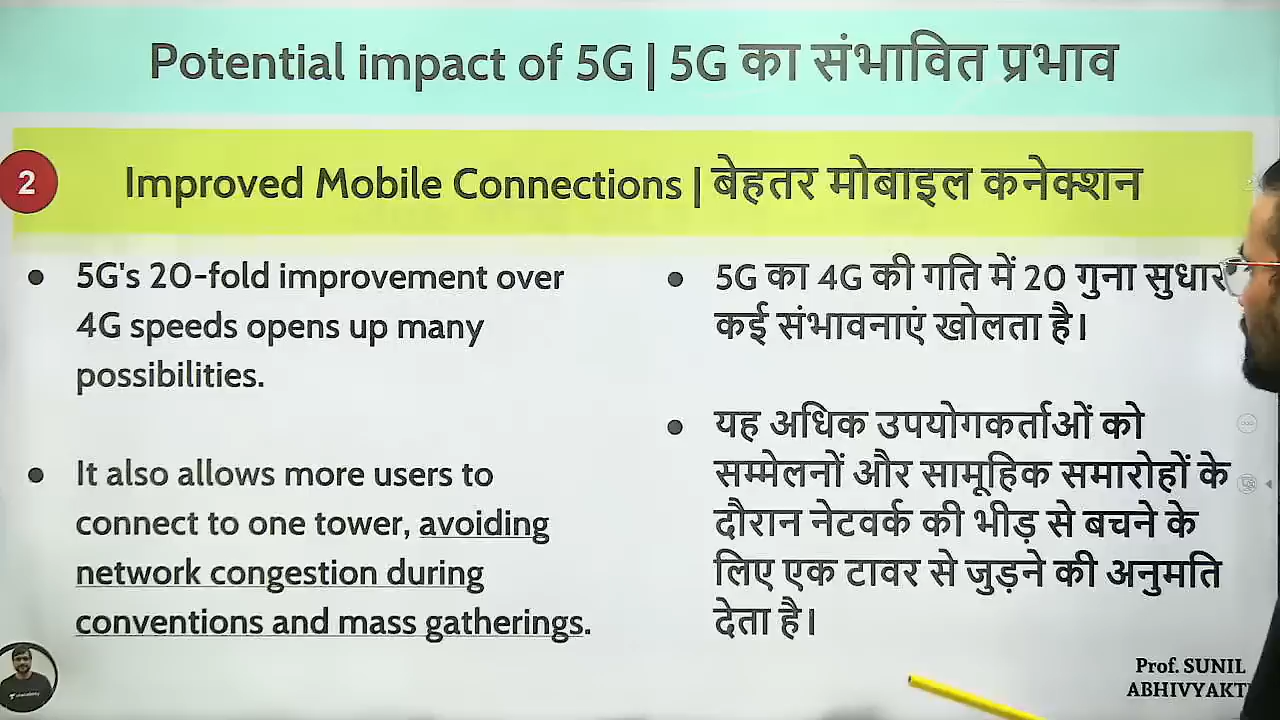 Potential impact of 5G | 5G का संभावित प्रभाव
2
Improved Mobile Connections | बेहतर मोबाइल कनेक्शन
• 5G's 20-fold improvement over
4G speeds opens up many
possibilities.
• It also allows more users to
connect to one tower, avoiding
network congestion during
conventions and mass gatherings.
• 5G का 4G की गति में 20 गुना सुधार
कई संभावनाएं खोलता है।
• यह अधिक उपयोगकर्ताओं को
सम्मेलनों और सामूहिक समारोहों के
दौरान नेटवर्क की भीड़ से बचने के
लिए एक टावर से जुड़ने की अनुमति
देता है।
Prof. SUNIL
ABHIVYAKTI